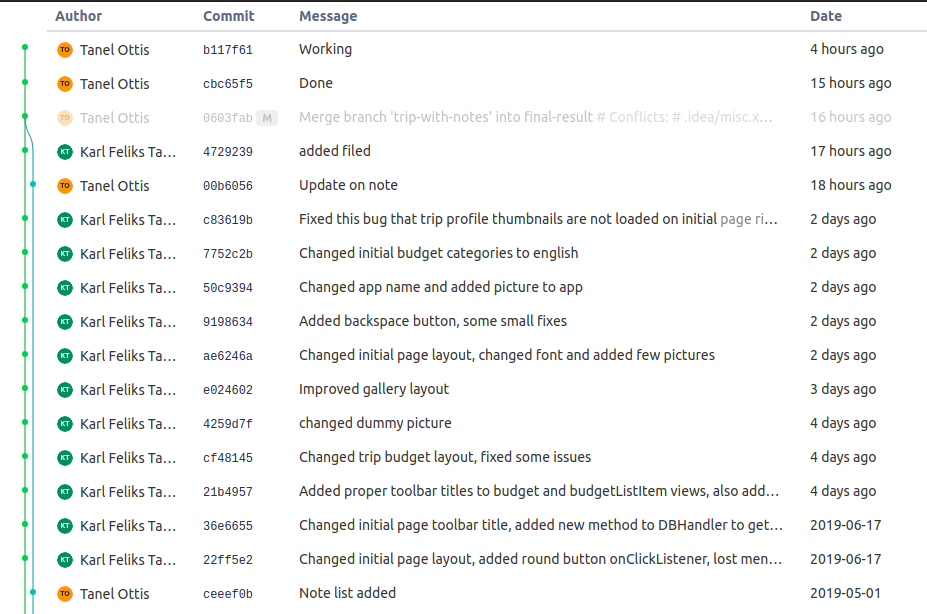 Author Commit Message Date
TO Tanel Ottis b117f61 Working 4 hours ago
TO Tanel Ottis cbc65f5 Done 15 hours ago
TO Tanel Ottis 0603fab M Merge branch 'trip-with-notes' into final-result # Conflicts: # .idea/misc.x… 16 hours ago
KT Karl Feliks Ta… 4729239 added filed 17 hours ago
TO Tanel Ottis 00b6056 Update on note 18 hours ago
KT Karl Feliks Ta… c83619b Fixed this bug that trip profile thumbnails are not loaded on initial page ri… 2 days ago
KT Karl Feliks Ta… 7752c2b Changed initial budget categories to english 2 days ago
KT Karl Feliks Ta… 50c9394 Changed app name and added picture to app 2 days ago
KT Karl Feliks Ta… 9198634 Added backspace button, some small fixes 2 days ago
KT Karl Feliks Ta… ae6246a Changed initial page layout, changed font and added few pictures 2 days ago
KT Karl Feliks Ta… e024602 Improved gallery layout 3 days ago
KT Karl Feliks Ta… 4259d7f changed dummy picture 4 days ago
KT Karl Feliks Ta… cf48145 Changed trip budget layout, fixed some issues 4 days ago
KT Karl Feliks Ta… 21b4957 Added proper toolbar titles to budget and budgetListItem views, also add… 4 days ago
KT Karl Feliks Ta… 36e6655 Changed initial page toolbar title, added new method to DBHandler to get… 2019-06-17
KT Karl Feliks Ta… 22ff5e2 Changed initial page layout, added round button onClickListener, lost men… 2019-06-17
TO Tanel Ottis ceeef0b Note list added 2019-05-01